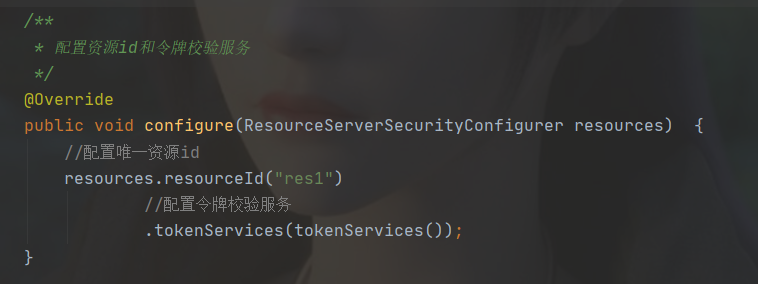 /**
 * 配置资源id和令牌校验服务
 */
@Override
public void configure(ResourceServerSecurityConfigurer resources)  {
    //配置唯一资源id
    resources.resourceId("res1")
            //配置令牌校验服务
            .tokenServices(tokenServices());
}